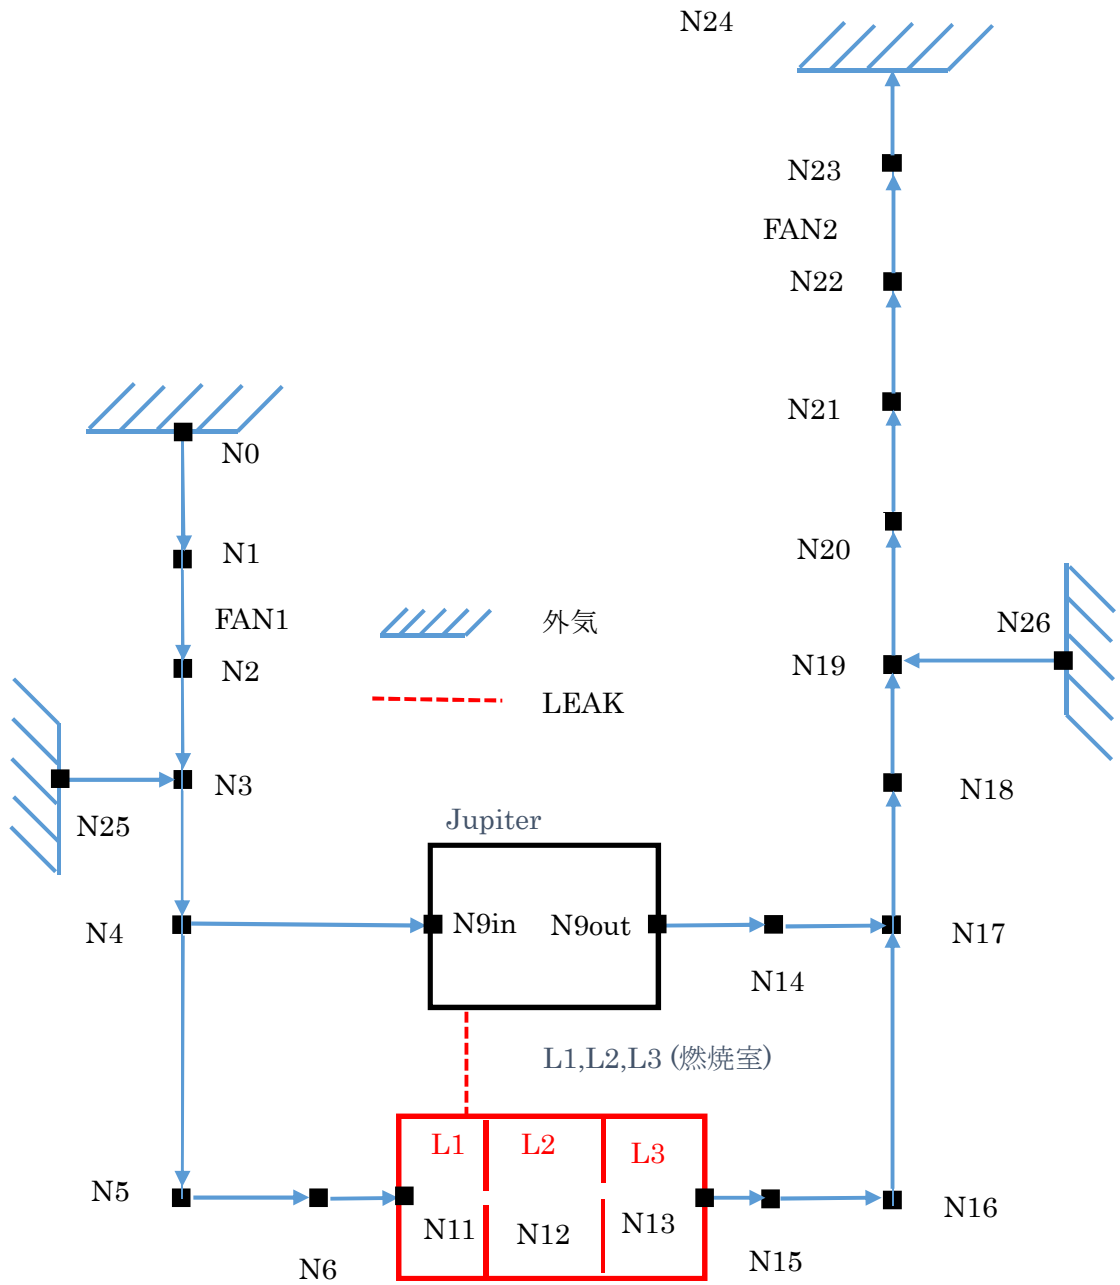 N24
N23
FAN2
N22
N21
N0
N20
N1
FAN1
外気
N26
N2
N19
LEAK
N3
N18
N25
Jupiter
N4
N9in
N9out
N17
N14
L1,L2,L3 (燃焼室)
L1
L2
L3
N5
N11
N12
N13
N16
N6
N15